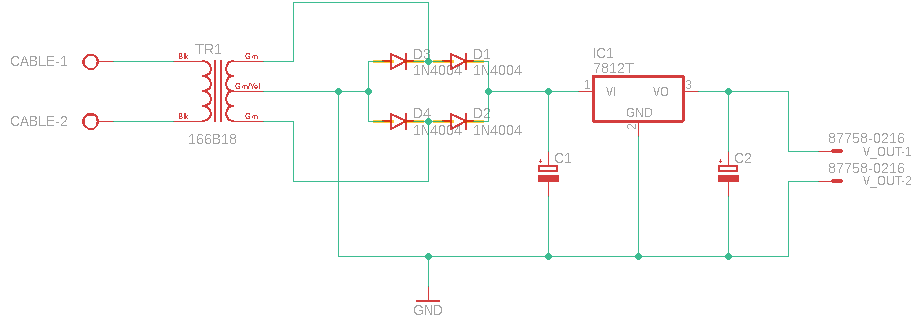 TR1
Blk
Grn
CABLE-1
Grn/Yel
CABLE-2
Blk
Grn
166B18
D3
1N4004
D1
1N4004
D4
1N4004
D2
1N4004
IC1
7812T
1
VI
VO
3
GND
2
C1
C2
87758-0216
V_OUT-1
87758-0216
V_OUT-2
GND